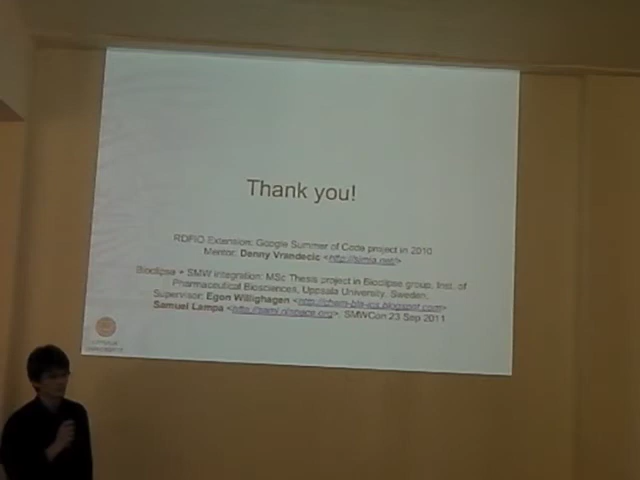 Thank you!
RDFIO Extension: Google Summer of Code project in 2010
Mentor: Denny Vrandecic <http://simia.net/>
Bioclipse + SMW integration: MSc Thesis project in Bioclipse group, Inst. of
Pharmaceutical Biosciences, Uppsala University, Sweden,
Supervisor: Egon Willighagen <http://chem-bla-ics.blogspot.com>
Samuel Lampa <http://saml.rilspace.org>, SMWCon 23 Sep 2011
UPPSALA
UNIVERSITET